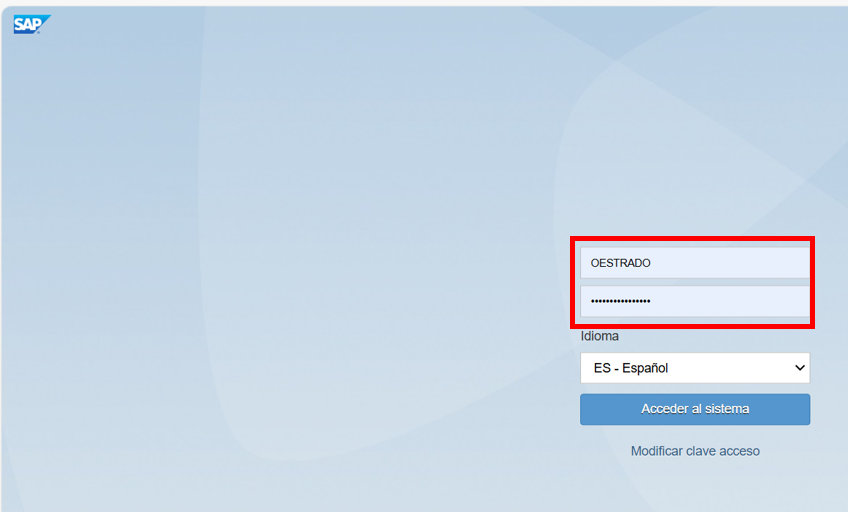 SAP
OESTRADO
••••••••••••••••
Idioma
ES - Español
Acceder al sistema
Modificar clave acceso